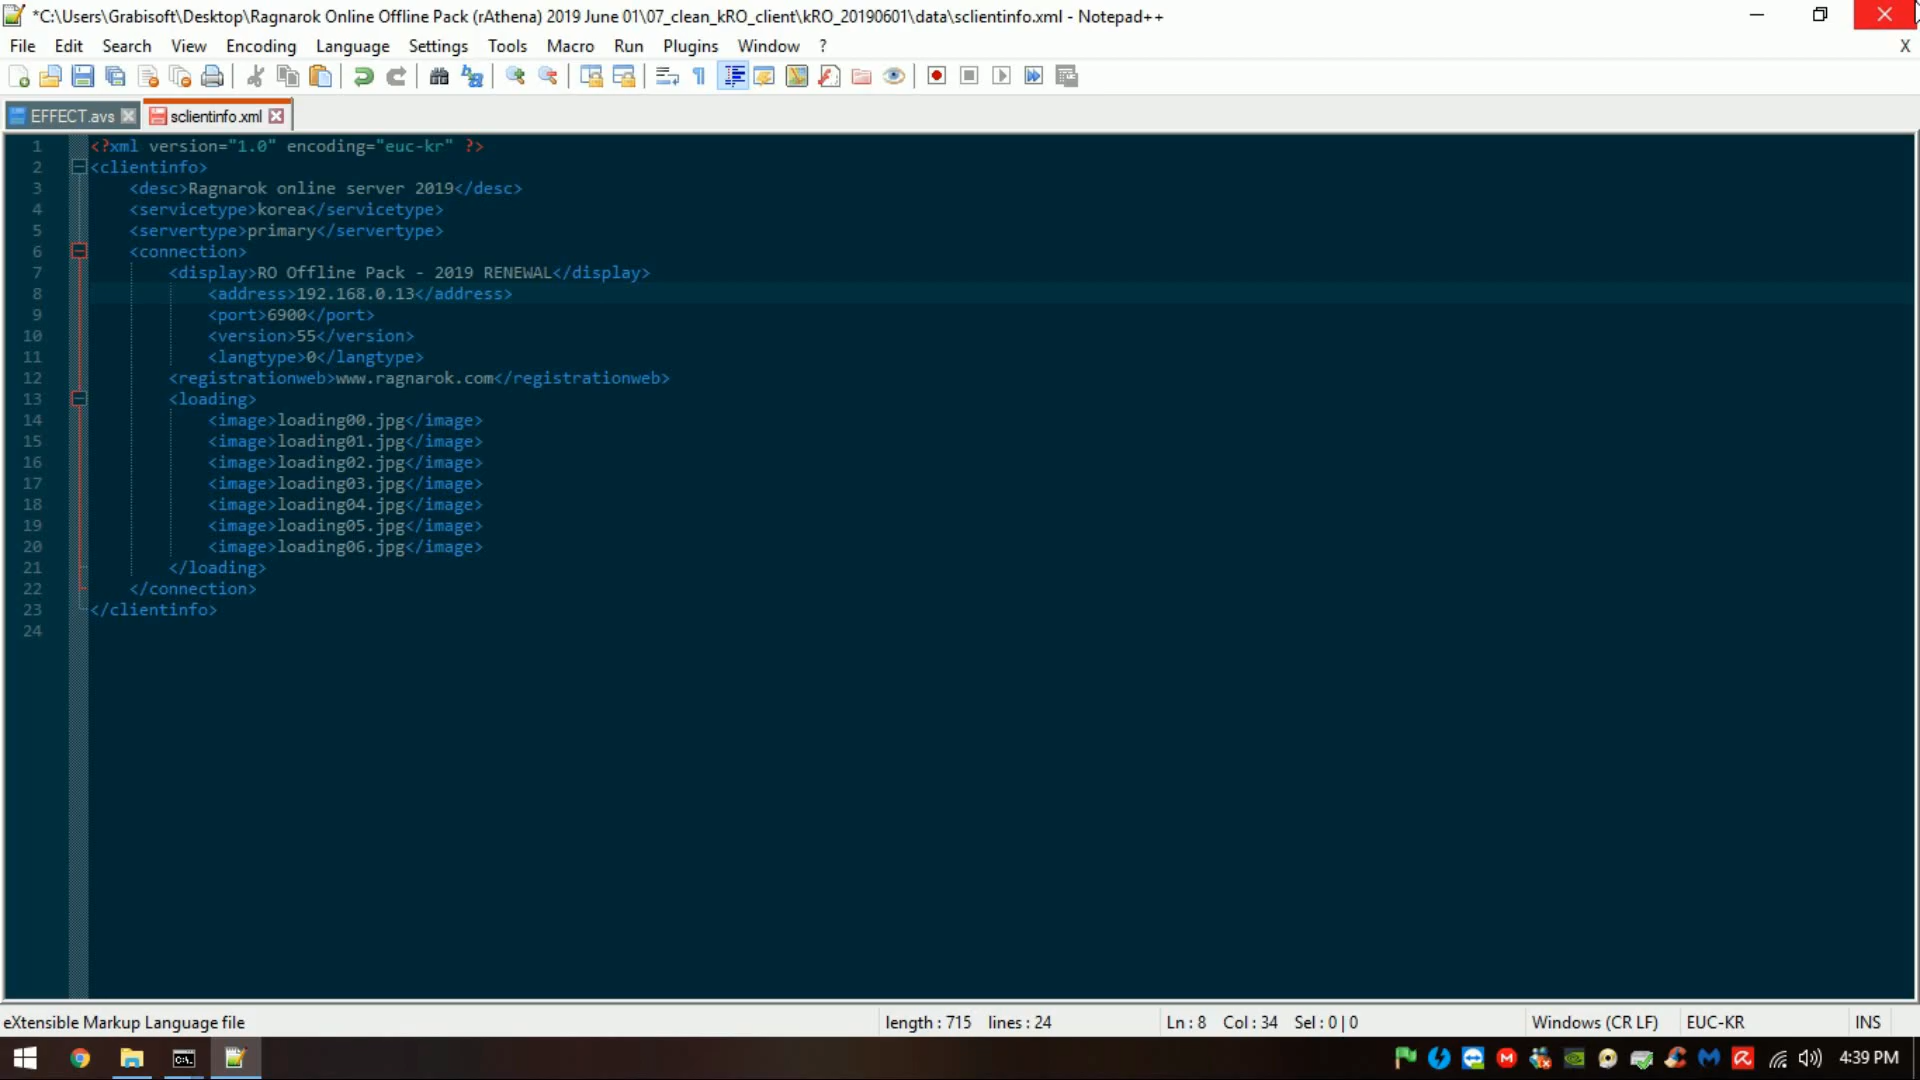 *C:\Users\Grabisoft\Desktop\Ragnarok Online Offline Pack (rAthena) 2019 June 01\07_clean_kRO_client\kRO_20190601\data\sclientinfo.xml - Notepad++
File Edit Search View Encoding Language Settings Tools Macro Run Plugins Window ? X
EFFECT.avs sclientinfo.xml
1 <?xml version="1.0" encoding="euc-kr" ?>
2 <clientinfo>
3 <desc>Ragnarok online server 2019</desc>
4 <servicetype>korea</servicetype>
5 <servertype>primary</servertype>
6 <connection>
7 <display>RO Offline Pack - 2019 RENEWAL</display>
8 <address>192.168.0.13</address>
9 <port>6900</port>
10 <version>55</version>
11 <langtype>0</langtype>
12 <registrationweb>www.ragnarok.com</registrationweb>
13 <loading>
14 <image>loading00.jpg</image>
15 <image>loading01.jpg</image>
16 <image>loading02.jpg</image>
17 <image>loading03.jpg</image>
18 <image>loading04.jpg</image>
19 <image>loading05.jpg</image>
20 <image>loading06.jpg</image>
21 </loading>
22 </connection>
23 </clientinfo>
24
eXtensible Markup Language file length : 715 lines : 24 Ln : 8 Col : 34 Sel : 0 | 0 Windows (CR LF) EUC-KR INS
4:39 PM